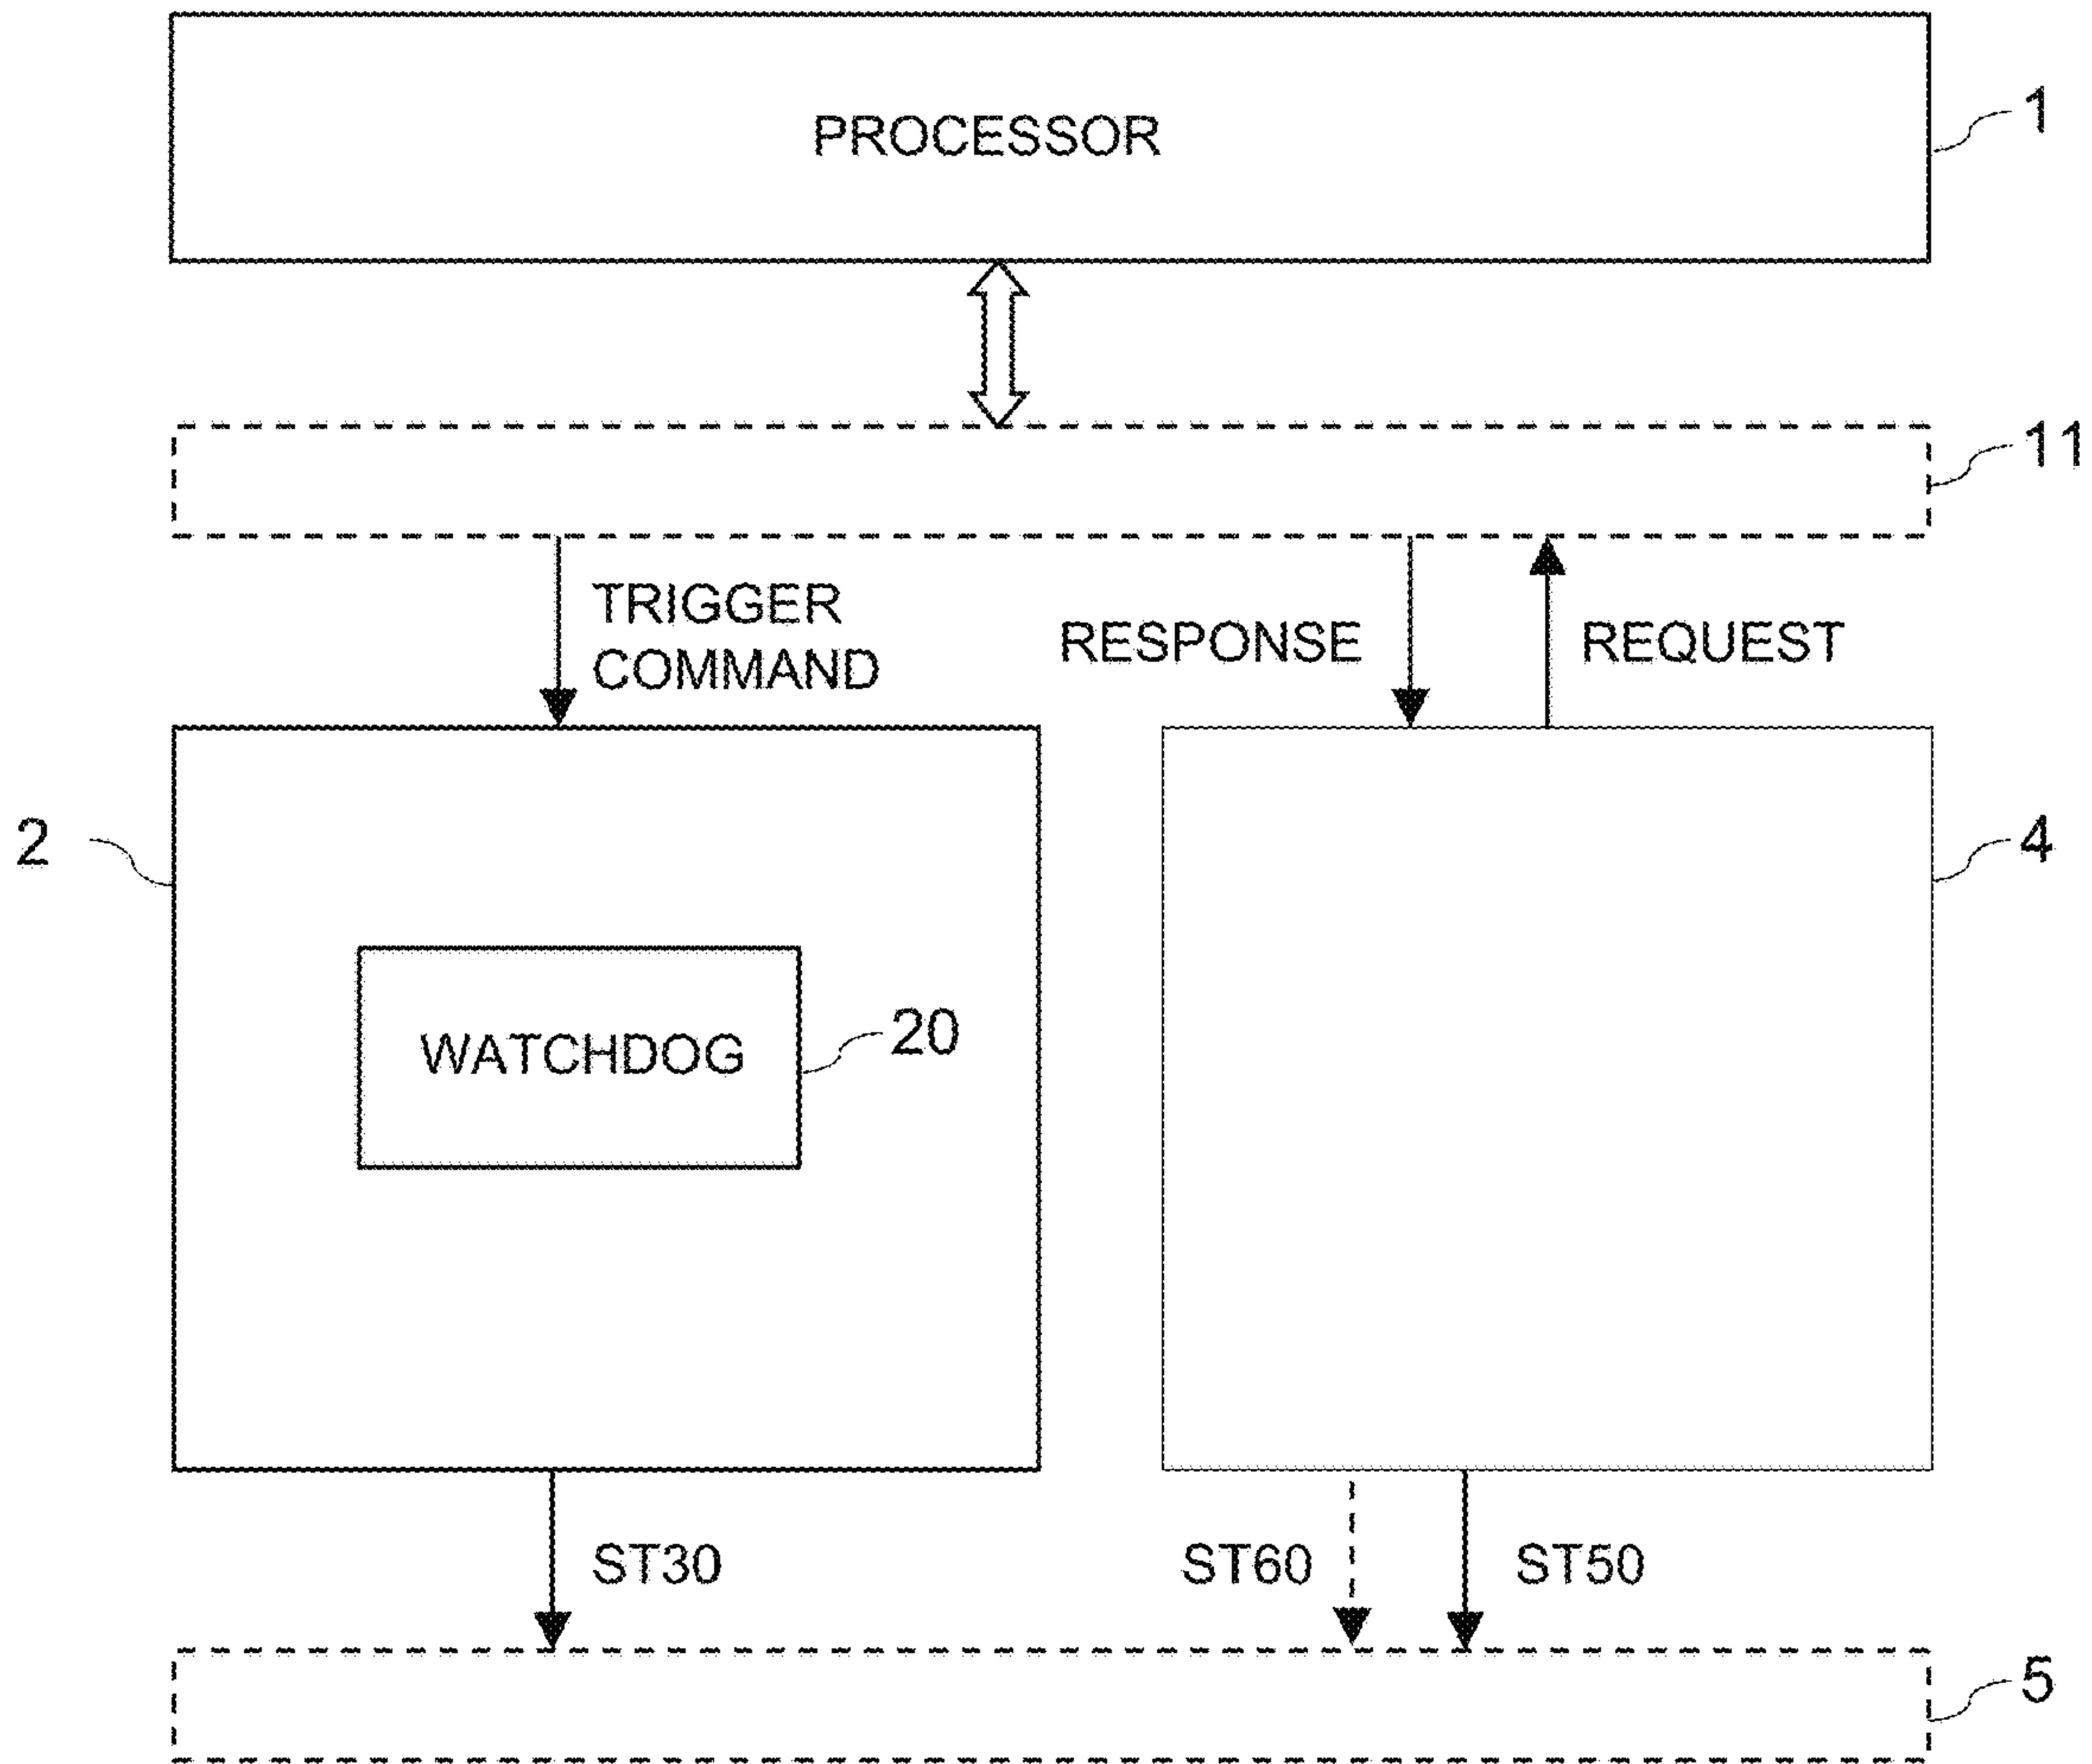 PROCESSOR
1
11
TRIGGER
COMMAND
RESPONSE
REQUEST
2
4
WATCHDOG
20
ST30
ST60
ST50
5